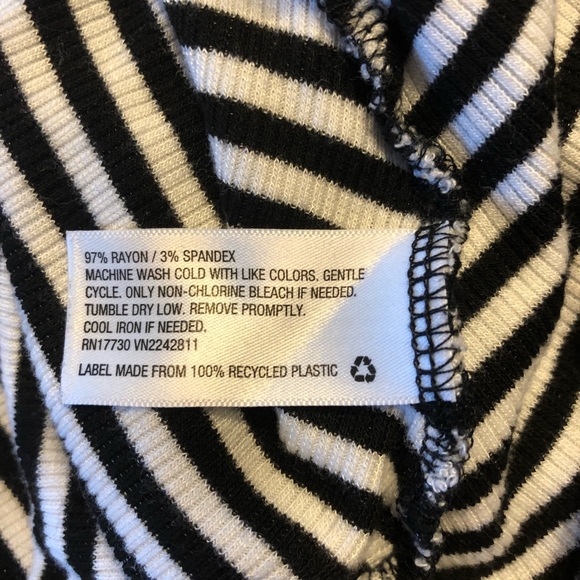 97% RAYON / 3% SPANDEX
MACHINE WASH COLD WITH LIKE COLORS. GENTLE
CYCLE. ONLY NON-CHLORINE BLEACH IF NEEDED.
TUMBLE DRY LOW. REMOVE PROMPTLY.
COOL IRON IF NEEDED.
RN17730 VN2242811
LABEL MADE FROM 100% RECYCLED PLASTIC